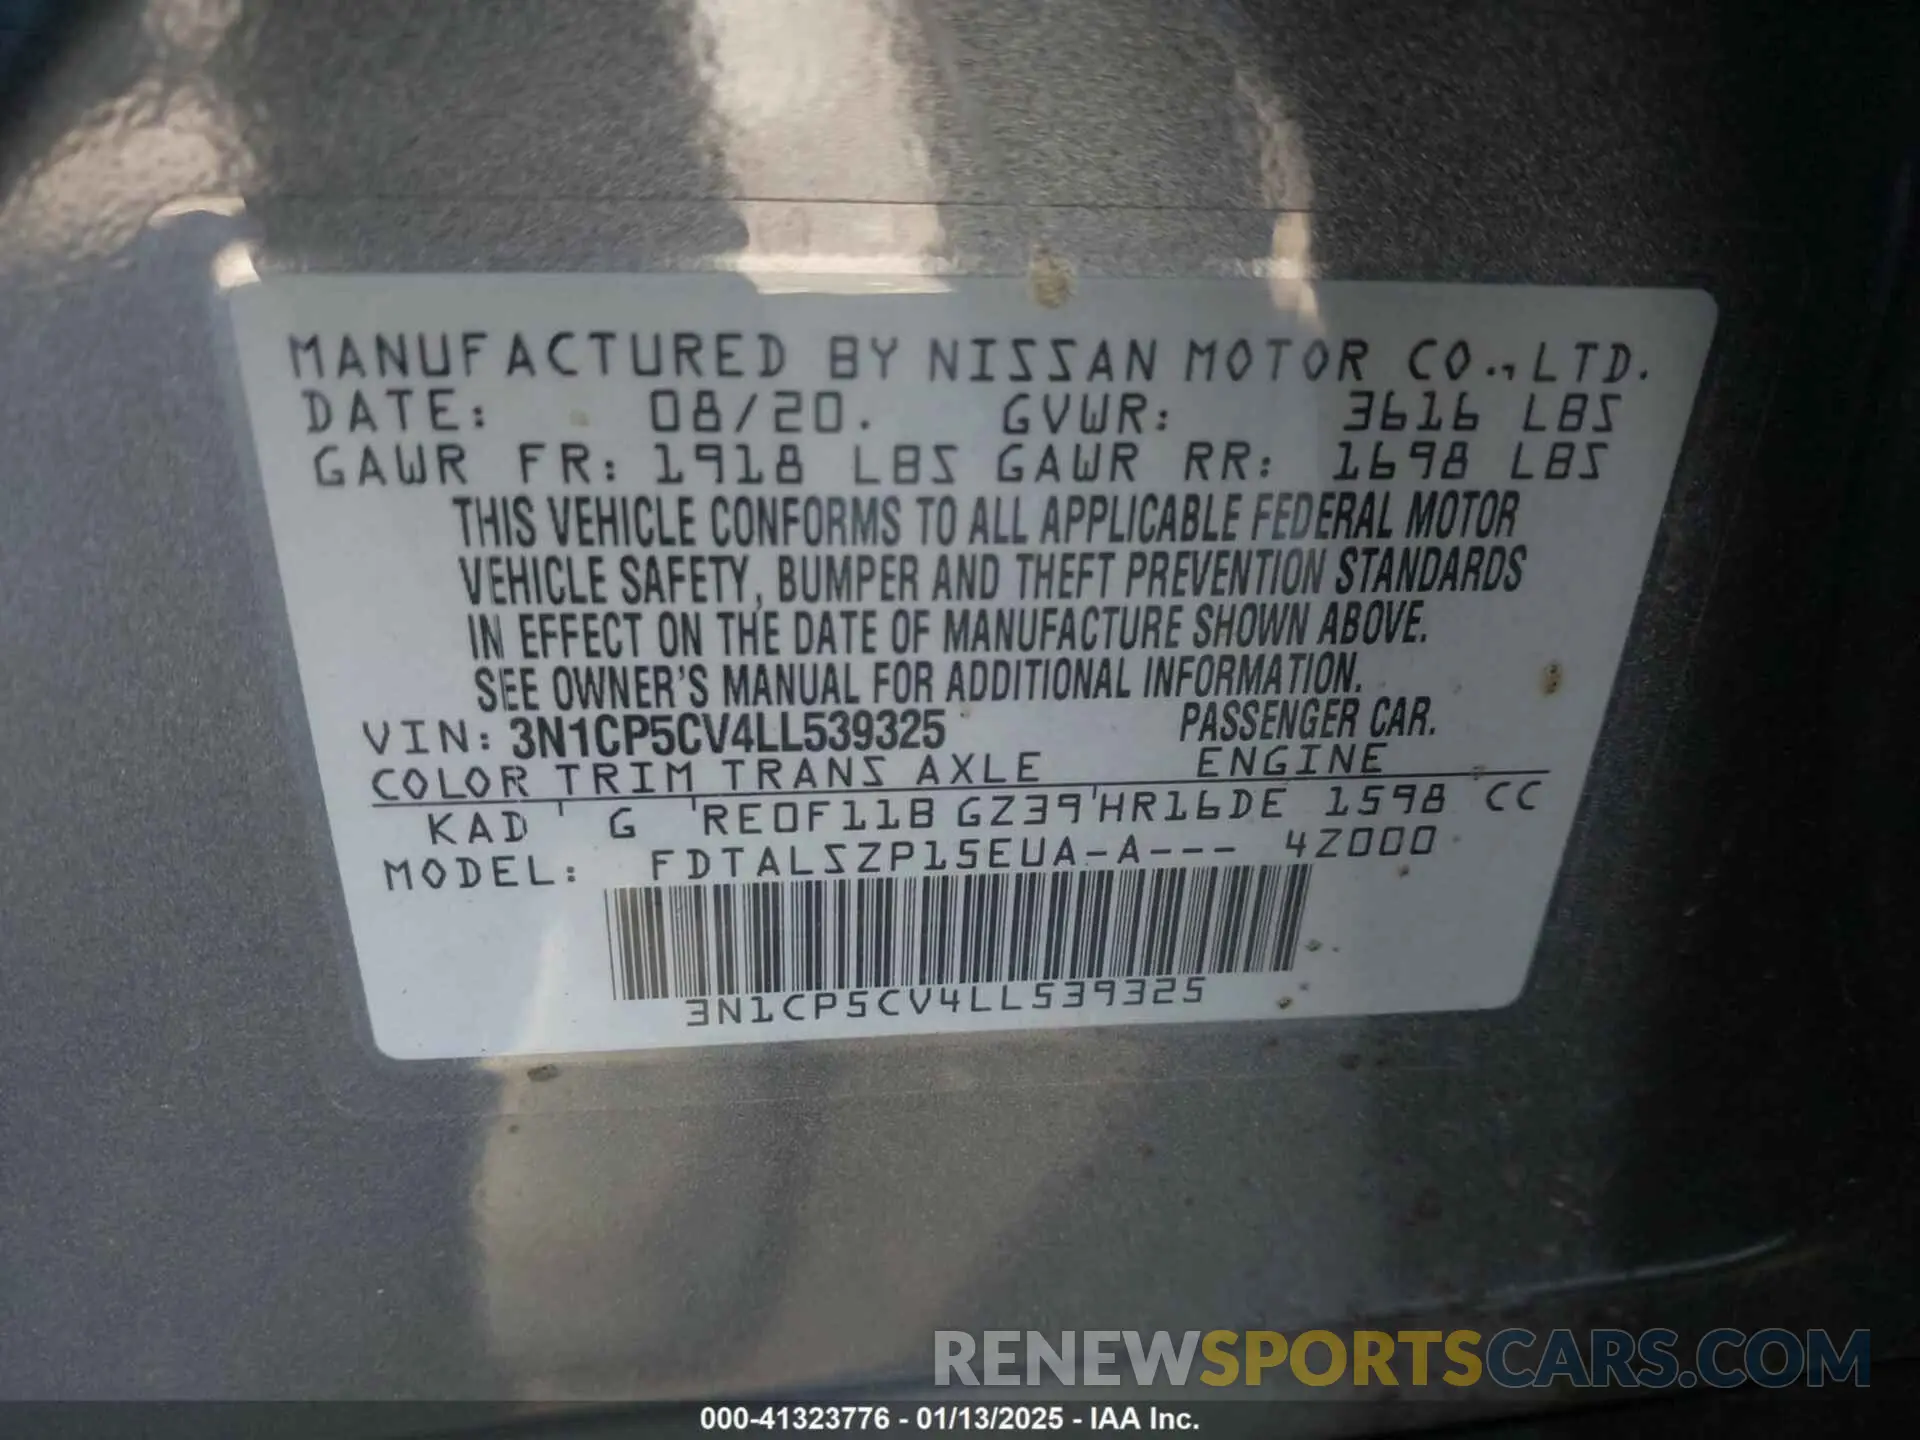 MANUFACTURED BY NISSAN MOTOR CO., LTD.
DATE: 08/20. GVWR: 3616 LBS
GAWR FR: 1918 LBS GAWR RR: 1698 LBS
THIS VEHICLE CONFORMS TO ALL APPLICABLE FEDERAL MOTOR
VEHICLE SAFETY, BUMPER AND THEFT PREVENTION STANDARDS
IN EFFECT ON THE DATE OF MANUFACTURE SHOWN ABOVE.
SEE OWNER'S MANUAL FOR ADDITIONAL INFORMATION.
VIN: 3N1CP5CV4LL539325 PASSENGER CAR.
COLOR TRIM TRANS AXLE ENGINE
KAD G RE0F11B GZ39 HR16DE 1598 CC
MODEL: FDTALSZP15EUA-A--- 4Z000
3N1CP5CV4LL539325
RENEWSPORTSCARS.COM
000-41323776 - 01/13/2025 - IAA Inc.